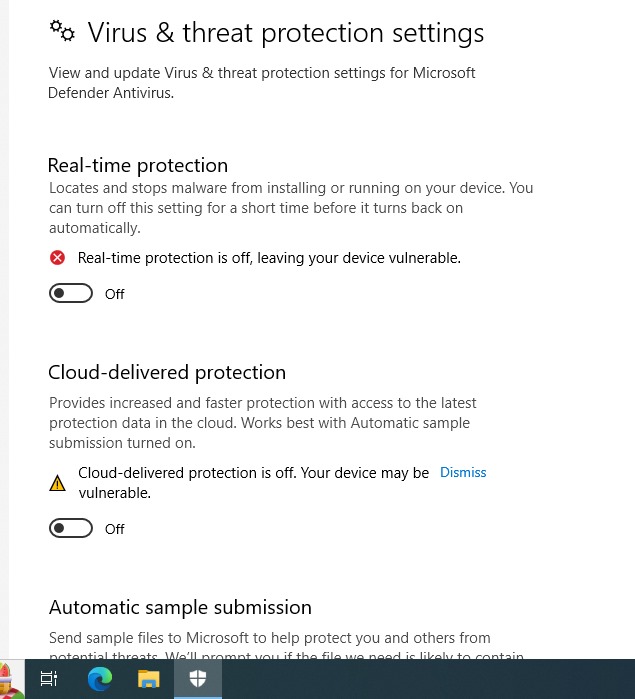 Virus & threat protection settings
View and update Virus & threat protection settings for Microsoft
Defender Antivirus.
Real-time protection
Locates and stops malware from installing or running on your device. You
can turn off this setting for a short time before it turns back on
automatically.
Real-time protection is off, leaving your device vulnerable.
Off
Cloud-delivered protection
Provides increased and faster protection with access to the latest
protection data in the cloud. Works best with Automatic sample
submission turned on.
Cloud-delivered protection is off. Your device may be Dismiss
vulnerable.
Off
Automatic sample submission
Send sample files to Microsoft to help protect you and others from
potential threats. We'll prompt you if the file we need is likely to contain